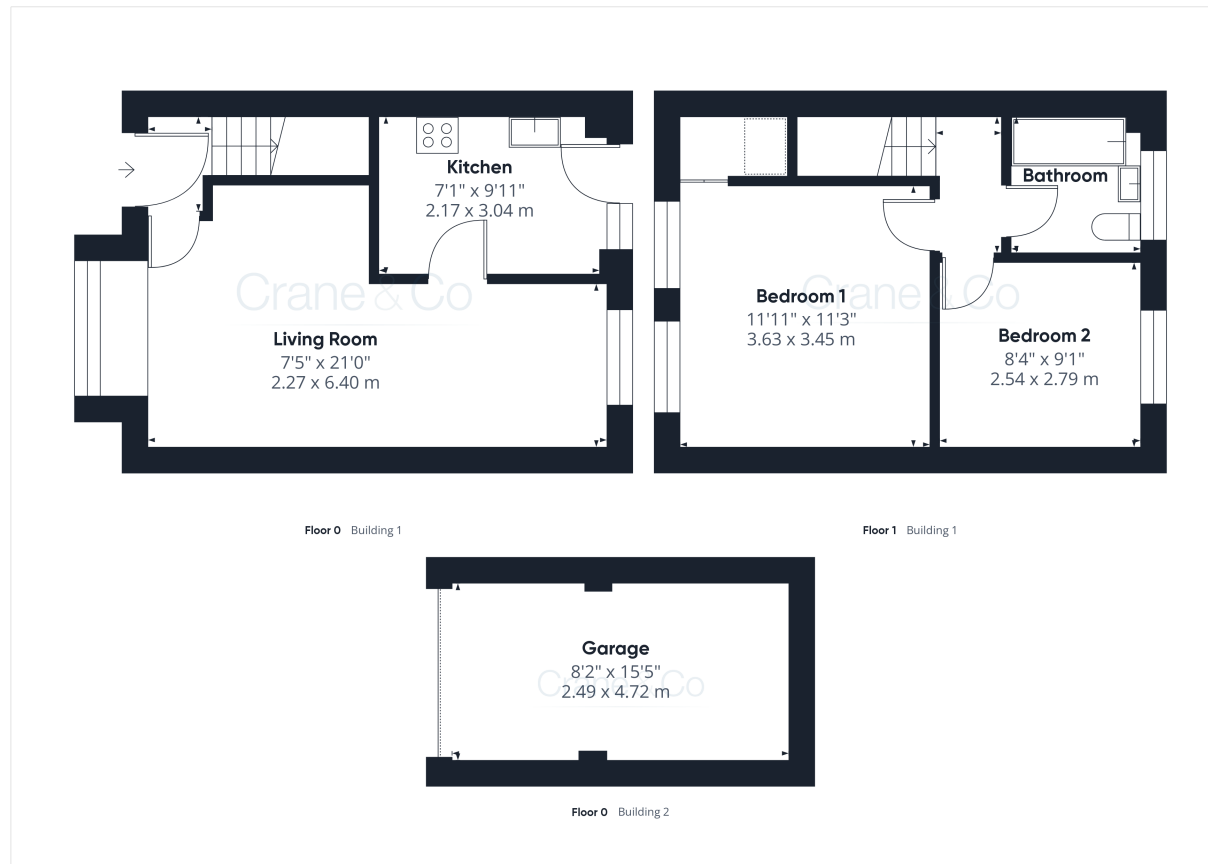 Kitchen
7'1" x 9'11"
2.17 x 3.04 m
Crane & Co
Living Room
7'5" x 21'0"
2.27 x 6.40 m
Bathroom
Crane & Co
Bedroom 1
11'11" x 11'3"
3.63 x 3.45 m
Bedroom 2
8'4" x 9'1"
2.54 x 2.79 m
Floor 0 Building 1
Floor 1 Building 1
Garage
8'2" x 15'5"
2.49 x 4.72 m
Crane & Co
Floor 0 Building 2